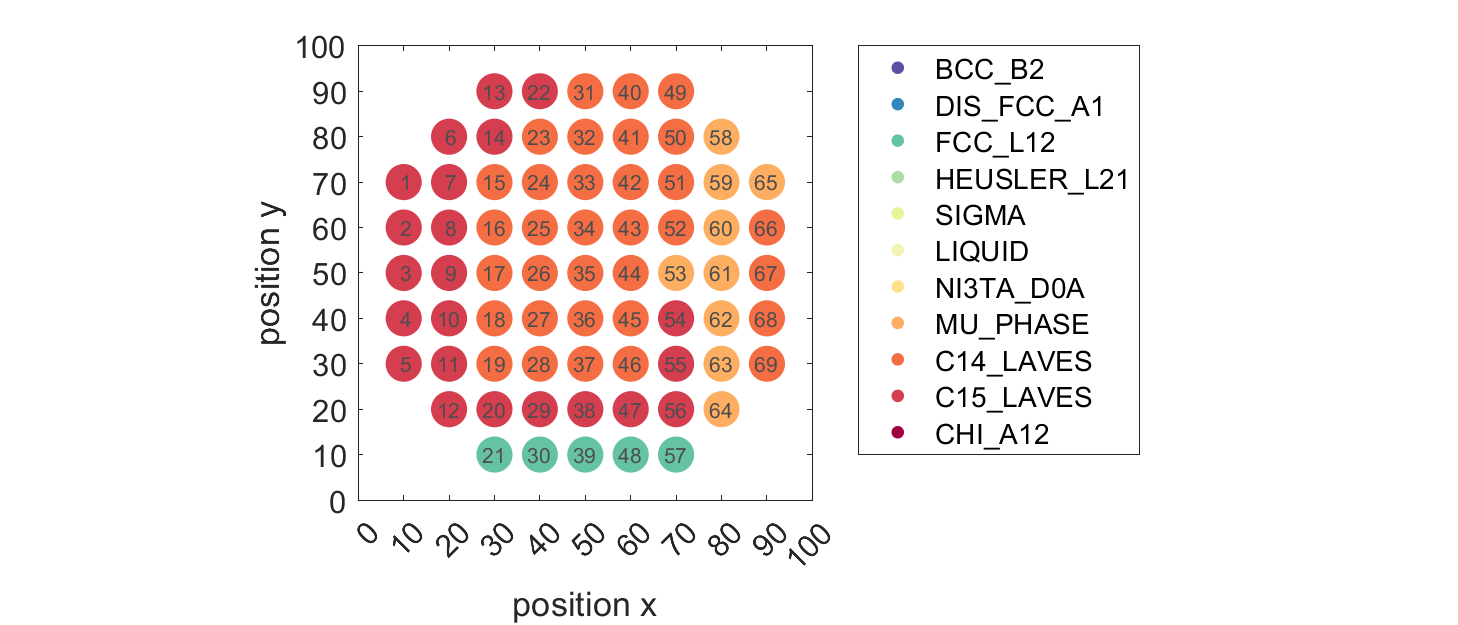 100
90 13 22 31 40 49
80 6 14 23 32 41 50 58
70 1 7 15 24 33 42 51 59 65
60 2 8 16 25 34 43 52 60 66
50 3 9 17 26 35 44 53 61 67
40 4 10 18 27 36 45 54 62 68
30 5 11 19 28 37 46 55 63 69
20 12 20 29 38 47 56 64
10 21 30 39 48 57
0
0 10 20 30 40 50 60 70 80 90 100
position x
position y
BCC_B2
DIS_FCC_A1
FCC_L12
HEUSLER_L21
SIGMA
LIQUID
NI3TA_D0A
MU_PHASE
C14_LAVES
C15_LAVES
CHI_A12